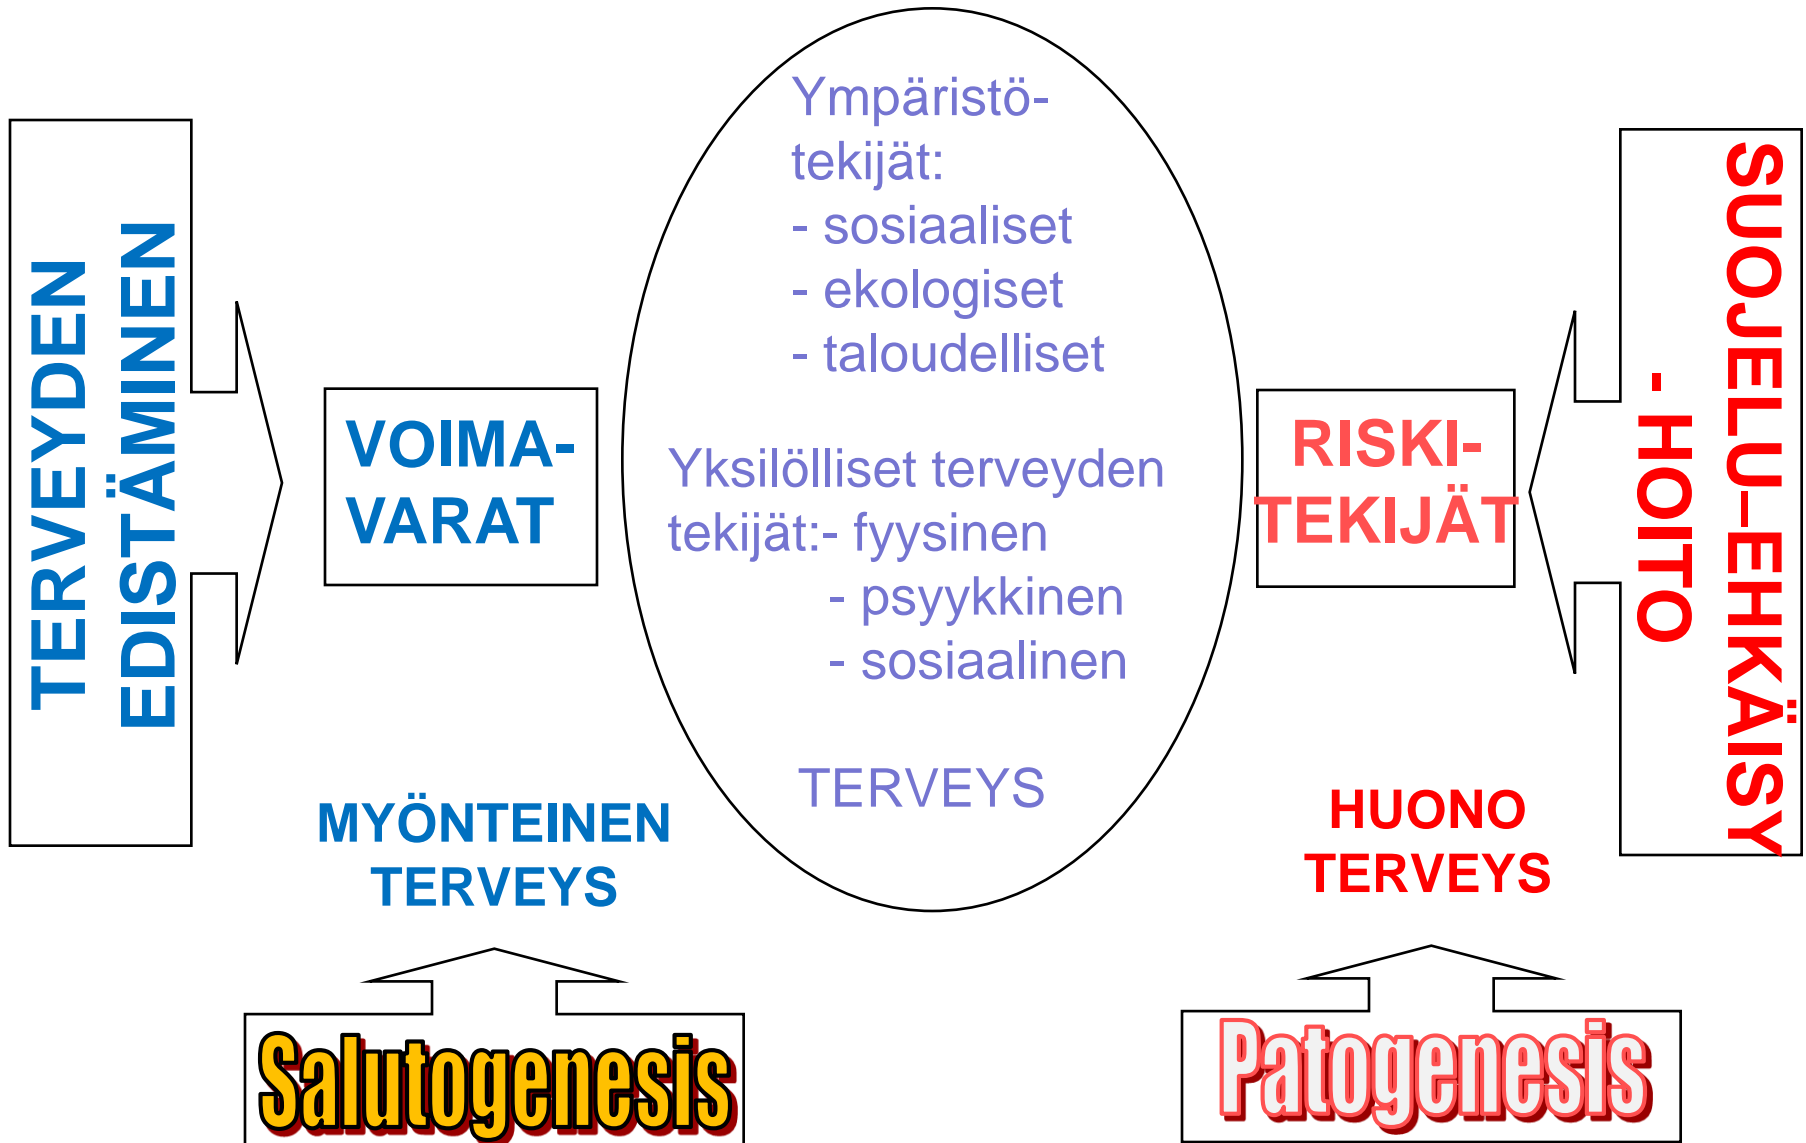 TERVEYDEN
EDISTÄMINEN
VOIMA-
VARAT
MYÖNTEINEN
TERVEYS
Salutogenesis
Ympäristö-
tekijät:
- sosiaaliset
- ekologiset
- taloudelliset
Yksilölliset terveyden
tekijät:- fyysinen
- psyykkinen
- sosiaalinen
TERVEYS
RISKI-
TEKIJÄT
HUONO
TERVEYS
Patogenesis
SUOJELU–EHKÄISY
- HOITO